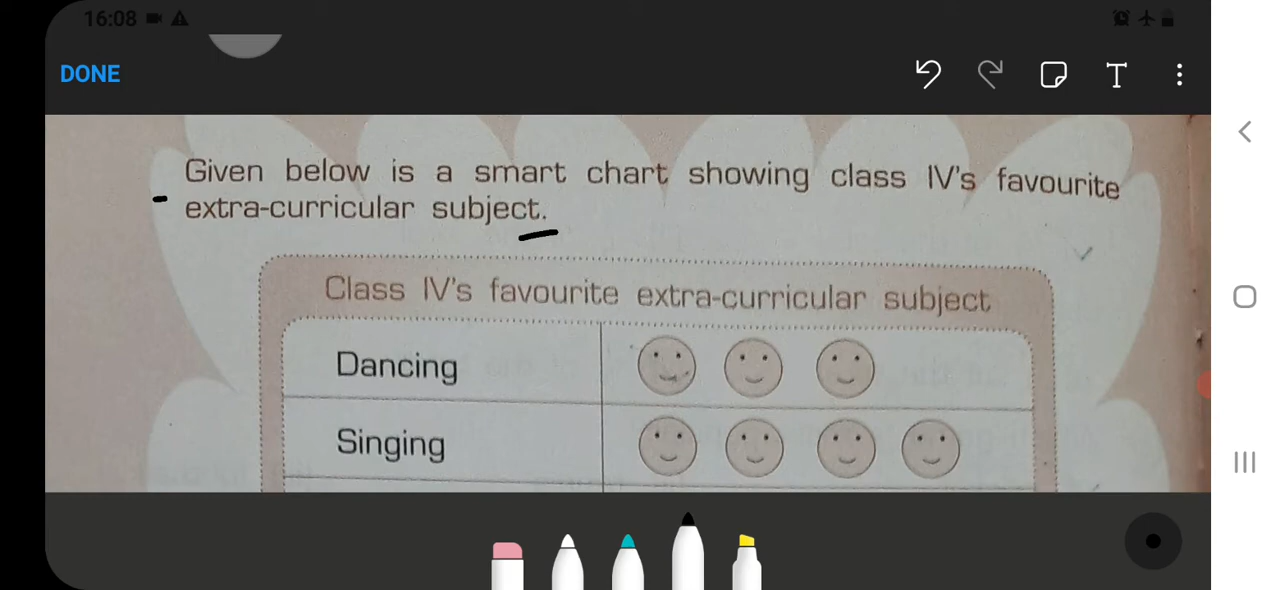 16:08
DONE
T
Given below is a smart chart showing class IV's favourite
extra-curricular subject.
Class IV's favourite extra-curricular subject
Dancing
Singing